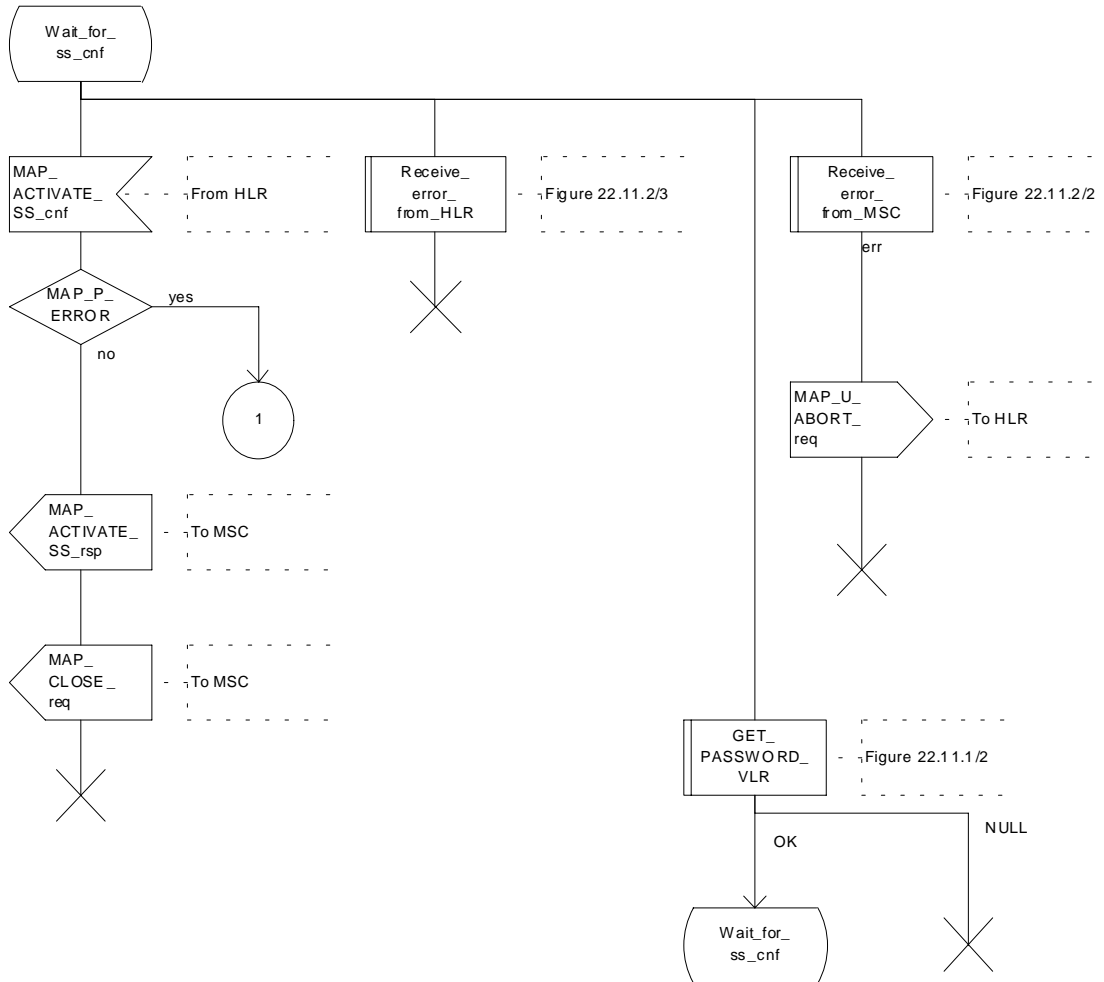 Wait_for_
ss_cnf
MAP_
ACTIVATE_
SS_cnf
From HLR
Receive_
error_
from_HLR
Figure 22.11.2/3
Receive_
error_
from_MSC
Figure 22.11.2/2
err
MAP_P_
ERROR
yes
no
1
MAP_U_
ABORT_
req
To HLR
MAP_
ACTIVATE_
SS_rsp
To MSC
MAP_
CLOSE_
req
To MSC
GET_
PASSWORD_
VLR
Figure 22.11.1/2
OK
NULL
Wait_for_
ss_cnf